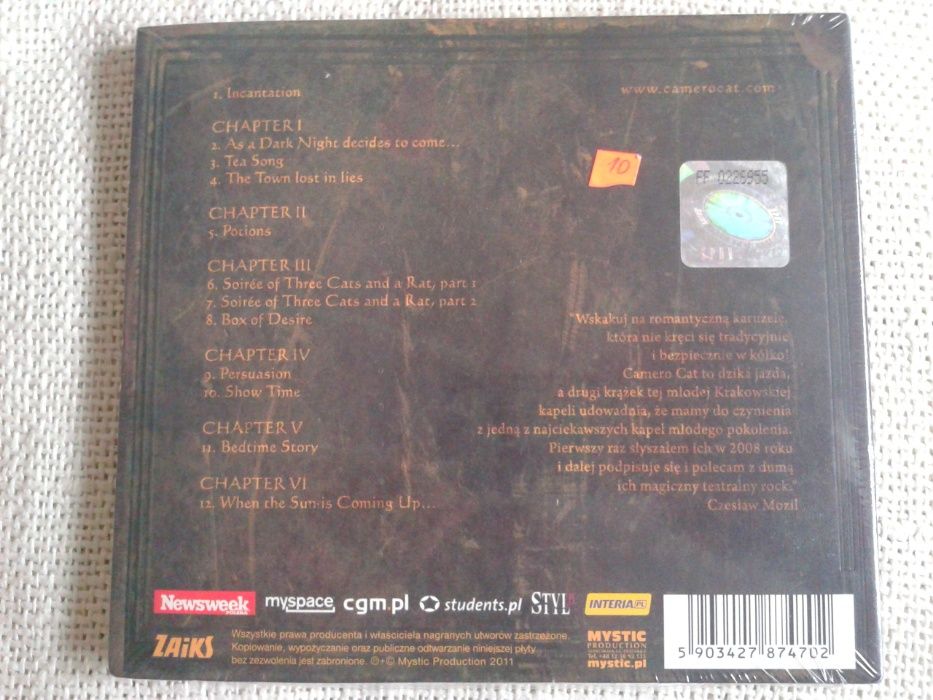 1. Incantation
www.camerocat.com
CHAPTER I
2. As a Dark Night decides to come...
3. Tea Song
4. The Town lost in lies
10
FF 0226955
CHAPTER II
5. Potions
CHAPTER III
6. Soirée of Three Cats and a Rat, part 1
7. Soirée of Three Cats and a Rat, part 2
8. Box of Desire
CHAPTER IV
9. Persuasion
10. Show Time
CHAPTER V
11. Bedtime Story
CHAPTER VI
12. When the Sun is Coming Up...
"Wskakuj na romantyczną karuzelę,
która nie kręci się tradycyjnie
i bezpiecznie w kółko!
Camero Cat to dzika jazda,
a drugi krążek tej młodej Krakowskiej
kapeli udowadnia, że mamy do czynienia
z jedną z najciekawszych kapel młodego pokolenia.
Pierwszy raz słyszałem ich w 2008 roku
i dalej podpisuje się i polecam z dumą
ich magiczny teatralny rock."
Czesław Mozil
Newsweek
POLSKA
myspace
cgm.pl
students.pl
STYL
INTERIA.PL
ZAiKS
Wszystkie prawa producenta i właściciela nagranych utworów zastrzeżone.
Kopiowanie, wypożyczanie oraz publiczne odtwarzanie niniejszej płyty
bez zezwolenia jest zabronione. ℗+© Mystic Production 2011
MYSTIC
PRODUCTION
mystic.pl
5 903427 874702